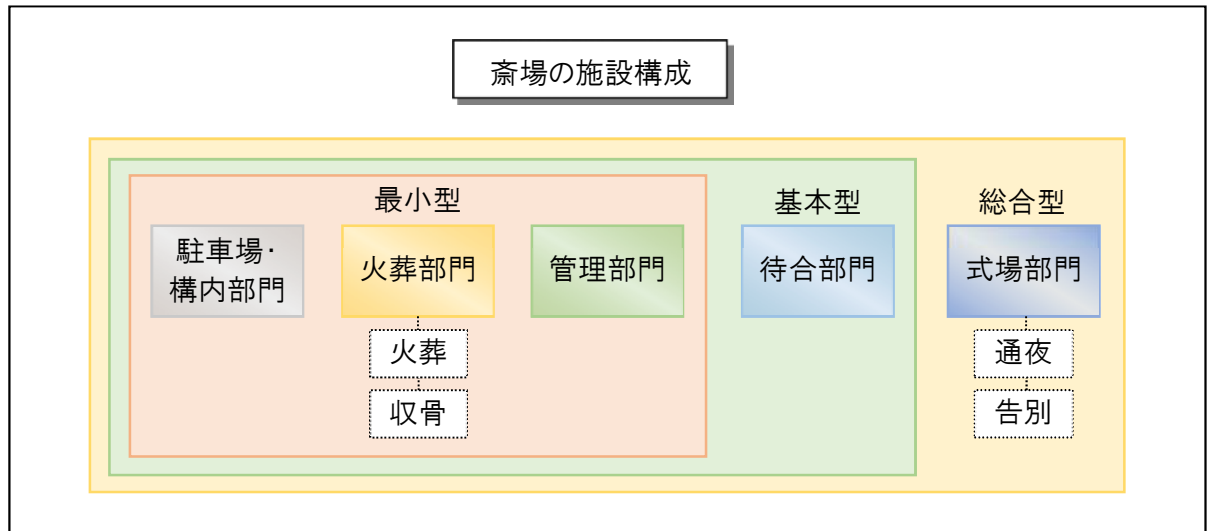 斎場の施設構成
最小型
基本型
総合型
駐車場・
構内部門
火葬部門
管理部門
待合部門
式場部門
火葬
収骨
通夜
告別